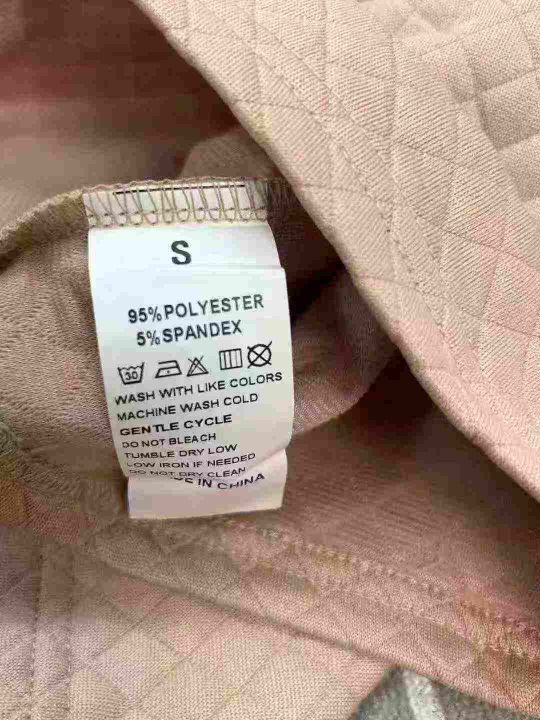 S
95%POLYESTER
5%SPANDEX
30
WASH WITH LIKE COLORS
MACHINE WASH COLD
GENTLE CYCLE
DO NOT BLEACH
TUMBLE DRY LOW
LOW IRON IF NEEDED
DO NOT DRY CLEAN
IN CHINA